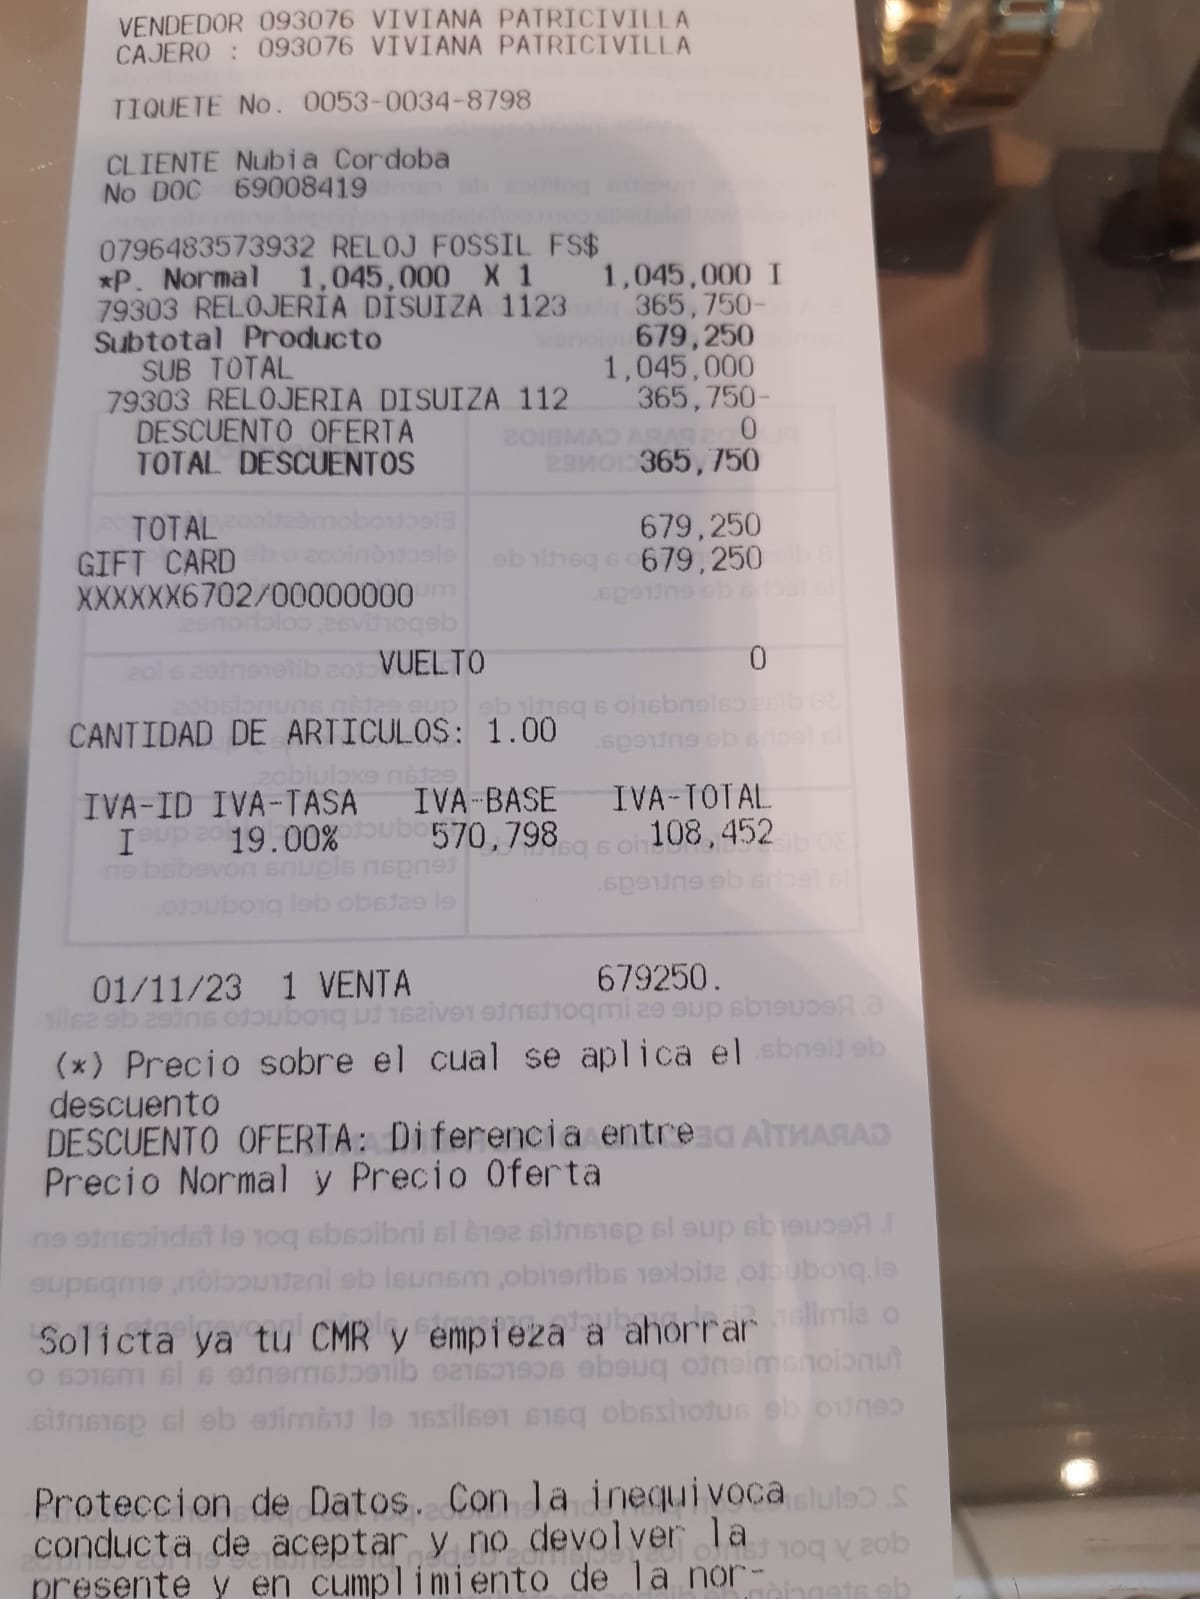 VENDEDOR 093076 VIVIANA PATRICIVILLA
CAJERO : 093076 VIVIANA PATRICIVILLA
TIQUETE No. 0053-0034-8798
CLIENTE Nubia Cordoba
No DOC 69008419
0796483573932 RELOJ FOSSIL FS$
*P. Normal 1,045,000 X 1 1,045,000 I
79303 RELOJERIA DISUIZA 1123 365,750-
Subtotal Producto 679,250
SUB TOTAL 1,045,000
79303 RELOJERIA DISUIZA 112 365,750-
DESCUENTO OFERTA 0
TOTAL DESCUENTOS 365,750
TOTAL 679,250
GIFT CARD 679,250
XXXXXX6702/00000000
VUELTO 0
CANTIDAD DE ARTICULOS: 1.00
IVA-ID IVA-TASA IVA-BASE IVA-TOTAL
I 19.00% 570,798 108,452
01/11/23 1 VENTA 679250.
(*) Precio sobre el cual se aplica el
descuento
DESCUENTO OFERTA: Diferencia entre
Precio Normal y Precio Oferta
Solicta ya tu CMR y empieza a ahorrar
Proteccion de Datos. Con la inequivoca
conducta de aceptar y no devolver la
presente y en cumplimiento de la nor-